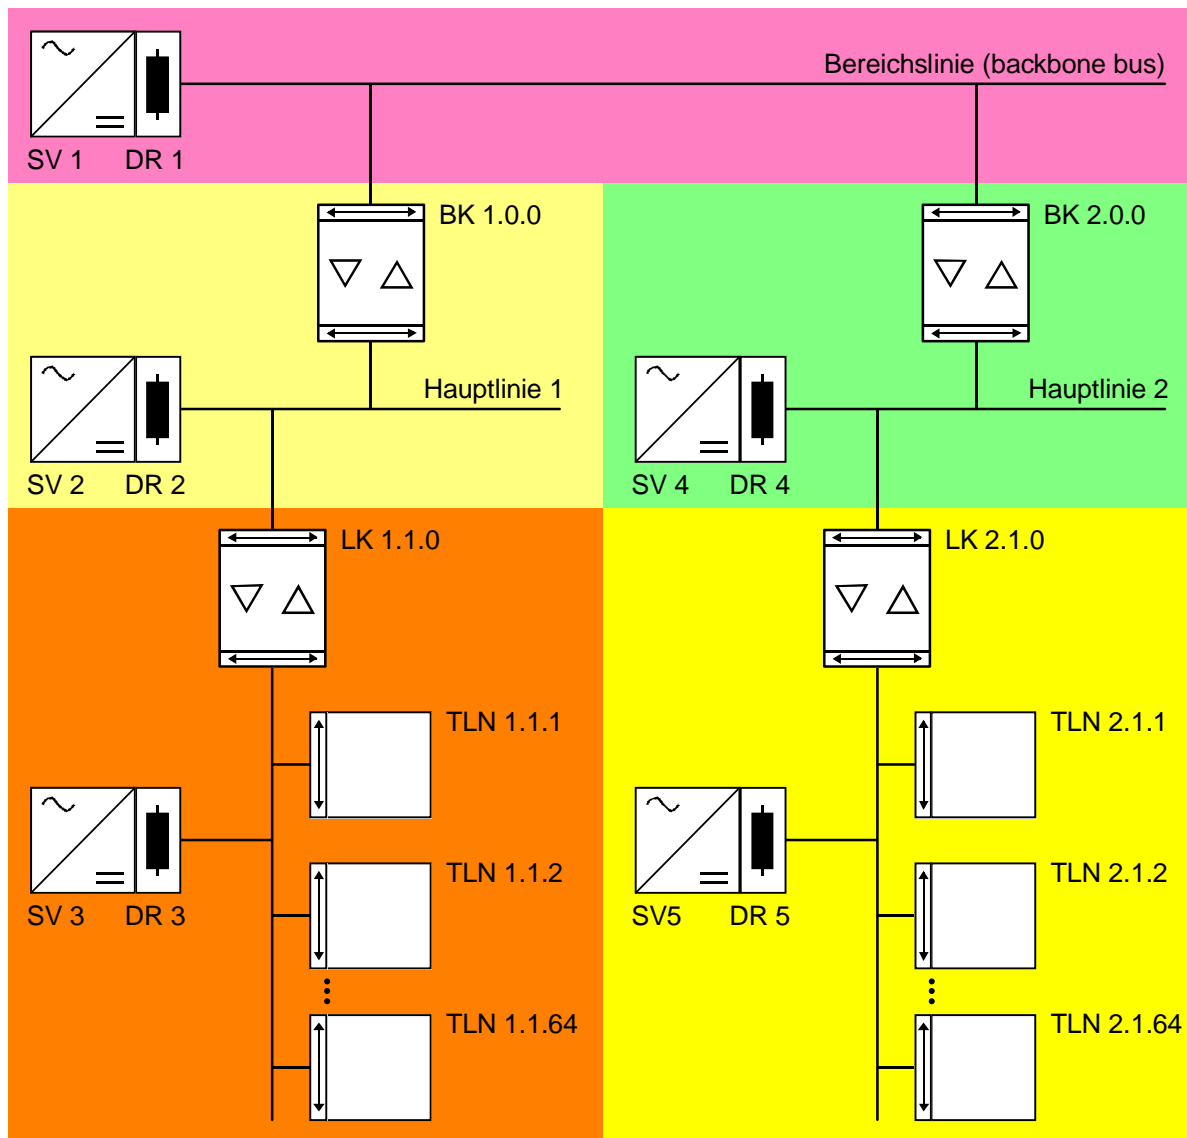 Bereichslinie (backbone bus)
SV 1 DR 1
BK 1.0.0
BK 2.0.0
Hauptlinie 1
Hauptlinie 2
SV 2 DR 2
SV 4 DR 4
LK 1.1.0
LK 2.1.0
TLN 1.1.1
TLN 2.1.1
TLN 1.1.2
TLN 2.1.2
SV 3 DR 3
SV5 DR 5
TLN 1.1.64
TLN 2.1.64